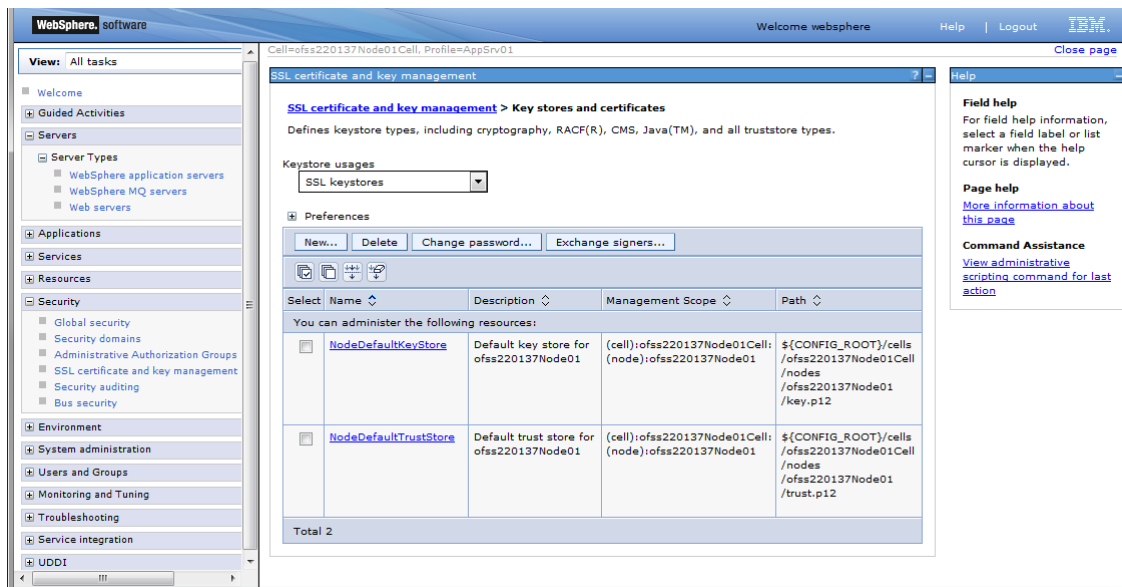 WebSphere. software
Welcome websphere
Help | Logout
IBM.
View: All tasks
Welcome
Guided Activities
Servers
Server Types
WebSphere application servers
WebSphere MQ servers
Web servers
Applications
Services
Resources
Security
Global security
Security domains
Administrative Authorization Groups
SSL certificate and key management
Security auditing
Bus security
Environment
System administration
Users and Groups
Monitoring and Tuning
Troubleshooting
Service integration
UDDI
Cell=ofss220137Node01Cell, Profile=AppSrv01
Close page
SSL certificate and key management
?
SSL certificate and key management > Key stores and certificates
Defines keystore types, including cryptography, RACF(R), CMS, Java(TM), and all truststore types.
Keystore usages
SSL keystores
Preferences
New... Delete Change password... Exchange signers...
Select Name Description Management Scope Path
You can administer the following resources:
NodeDefaultKeyStore
Default key store for
ofss220137Node01
(cell):ofss220137Node01Cell:
(node):ofss220137Node01
${CONFIG_ROOT}/cells
/ofss220137Node01Cell
/nodes
/ofss220137Node01
/key.p12
NodeDefaultTrustStore
Default trust store for
ofss220137Node01
(cell):ofss220137Node01Cell:
(node):ofss220137Node01
${CONFIG_ROOT}/cells
/ofss220137Node01Cell
/nodes
/ofss220137Node01
/trust.p12
Total 2
Help
Field help
For field help information,
select a field label or list
marker when the help
cursor is displayed.
Page help
More information about
this page
Command Assistance
View administrative
scripting command for last
action